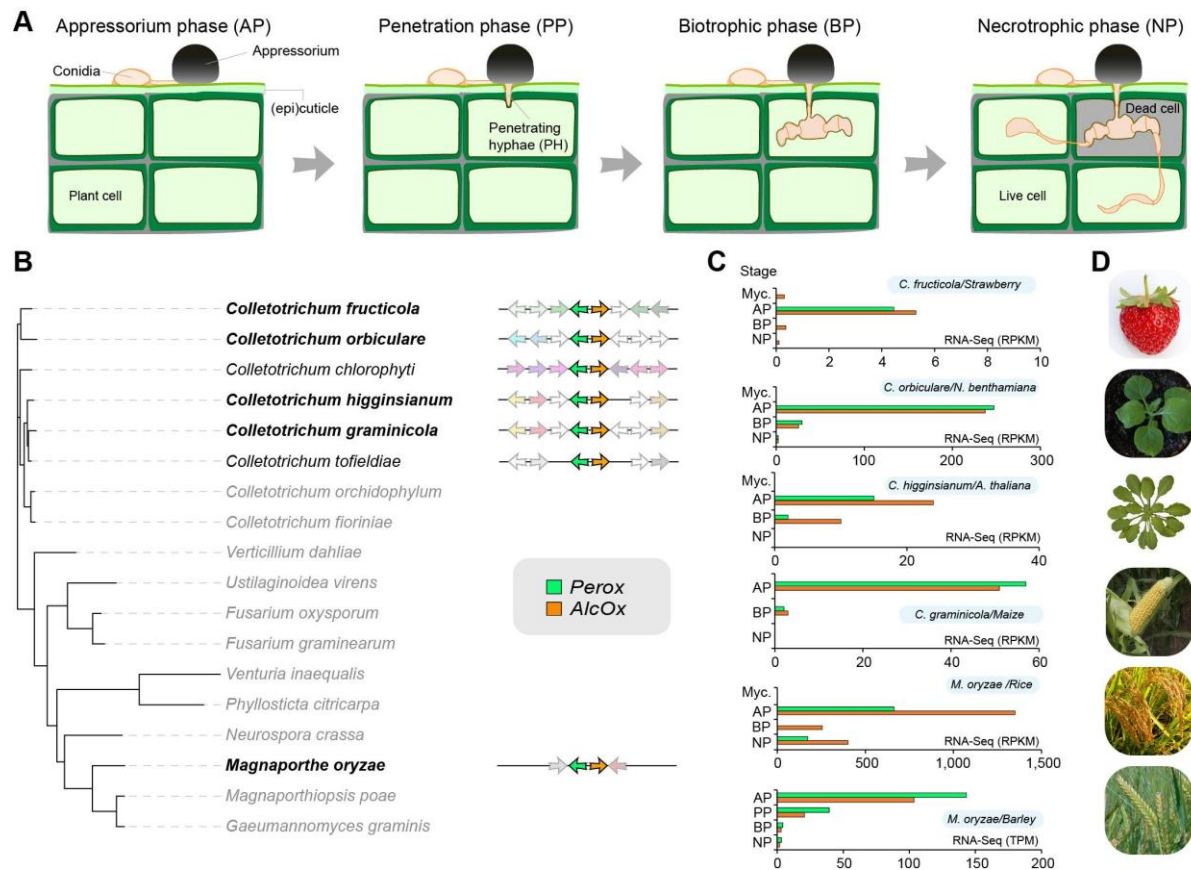 A
Appressorium phase (AP)
Penetration phase (PP)
Biotrophic phase (BP)
Necrotrophic phase (NP)
Conidia
Appressorium
(epi)cuticle
Plant cell
Penetrating
hyphae (PH)
Dead cell
Live cell
B
Colletotrichum fructicola
Colletotrichum orbiculare
Colletotrichum chlorophyti
Colletotrichum higginsianum
Colletotrichum graminicola
Colletotrichum tofieldiae
Colletotrichum orchidophylum
Colletotrichum fioriniae
Verticillium dahliae
Ustilaginoidea virens
Fusarium oxysporum
Fusarium graminearum
Venturia inaequalis
Phyllosticta citricarpa
Neurospora crassa
Magnaporthe oryzae
Magnaporthiopsis poae
Gaeumannomyces graminis
Perox
AlcOx
C
Stage
C. fructicola/Strawberry
Myc.
AP
BP
NP
RNA-Seq (RPKM)
0 2 4 6 8 10
C. orbiculare/N. benthamiana
Myc.
AP
BP
NP
RNA-Seq (RPKM)
0 100 200 300
C. higginsianum/A. thaliana
Myc.
AP
BP
NP
RNA-Seq (RPKM)
0 20 40
AP
BP
NP
C. graminicola/Maize
RNA-Seq (RPKM)
0 20 40 60
M. oryzae /Rice
Myc.
AP
BP
NP
RNA-Seq (RPKM)
0 500 1,000 1,500
AP
PP
BP
NP
M. oryzae/Barley
RNA-Seq (TPM)
0 50 100 150 200
D